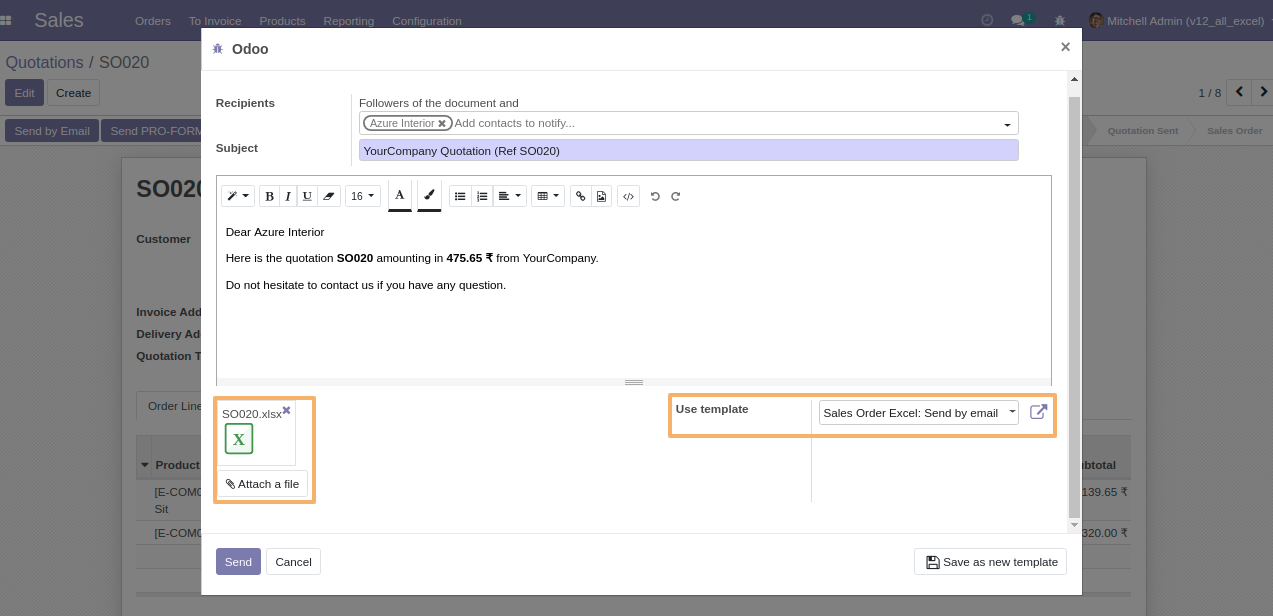 Sales
Orders To Invoice Products Reporting Configuration
1 Mitchell Admin (v12_all_excel)
Quotations / SO020
Edit Create
1 / 8
Send by Email Send PRO-FORM
Quotation Sent Sales Order
SO020
Customer
Invoice Add
Delivery Ad
Quotation T
Order Line
Product
btotal
[E-COM0
139.65 ₹
Sit
[E-COM0
320.00 ₹
Odoo ×
Recipients Followers of the document and
Azure Interior Add contacts to notify...
Subject YourCompany Quotation (Ref SO020)
B I U 16 A </>
Dear Azure Interior
Here is the quotation SO020 amounting in 475.65 ₹ from YourCompany.
Do not hesitate to contact us if you have any question.
SO020.xlsx
X
Attach a file
Use template Sales Order Excel: Send by email
Send Cancel Save as new template